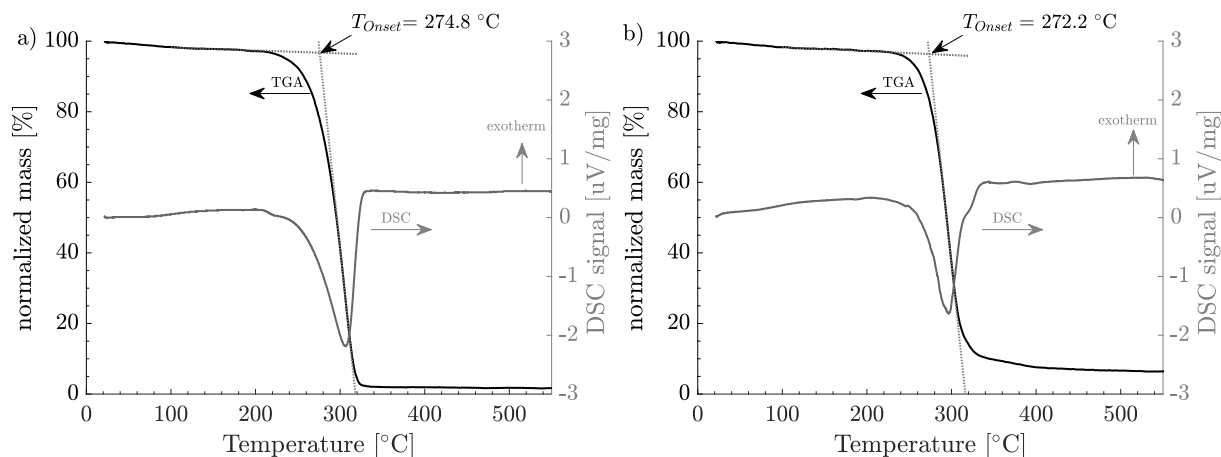 a)
T_Onset = 274.8 °C
normalized mass [%]
100
80
60
40
20
0
TGA
exotherm
DSC
3
2
1
0
-1
-2
-3
DSC signal [uV/mg]
0
100
200
300
400
500
Temperature [°C]
b)
T_Onset = 272.2 °C
normalized mass [%]
100
80
60
40
20
0
TGA
exotherm
DSC
3
2
1
0
-1
-2
-3
DSC signal [uV/mg]
0
100
200
300
400
500
Temperature [°C]